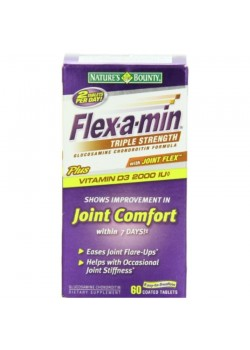 NATURE'S BOUNTY
2 TABLETS
PER DAY!
Flex-a-min
TRIPLE STRENGTH
GLUCOSAMINE CHONDROITIN FORMULA
with JOINT FLEX™
Plus
VITAMIN D3 2000 IU
SHOWS IMPROVEMENT IN
Joint Comfort
within 7 DAYS!
• Eases Joint Flare-Ups
• Helps with Occasional
Joint Stiffness
GLUCOSAMINE CHONDROITIN
DIETARY SUPPLEMENT
60
COATED TABLETS